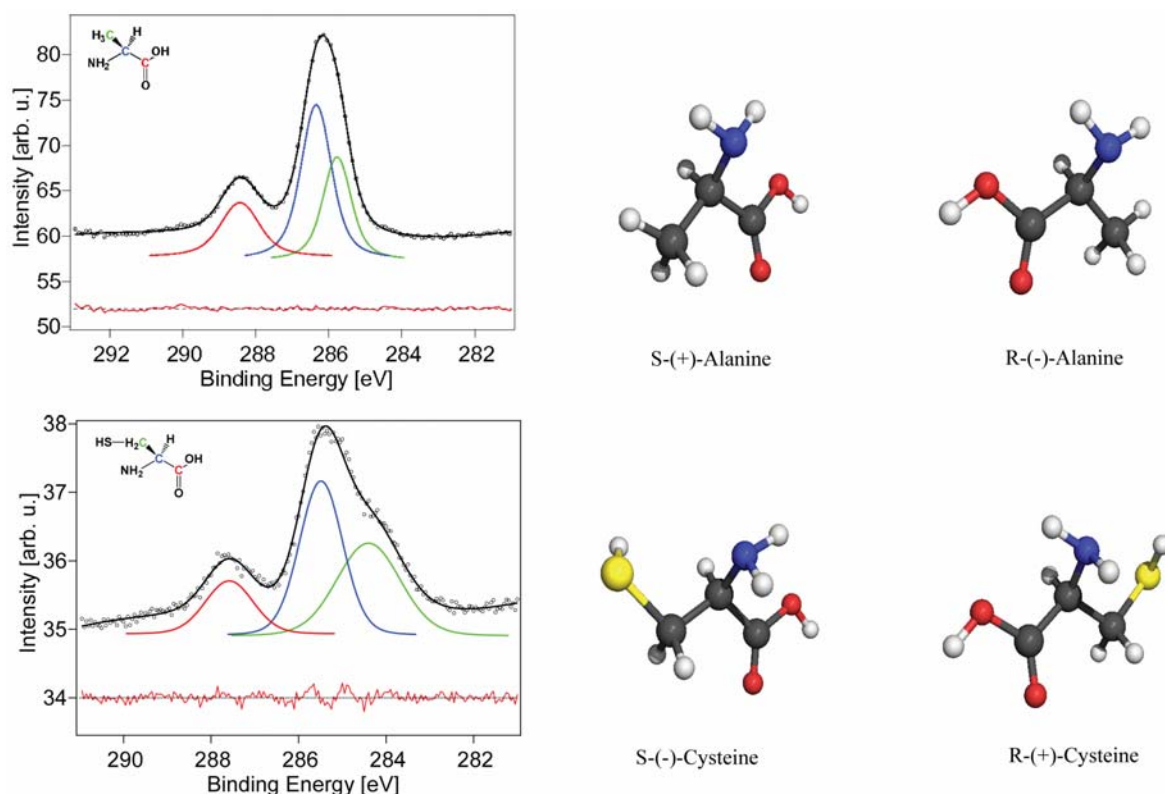 H₃C
H
C
C
OH
NH₂
O
Intensity [arb. u.]
80
75
70
65
60
55
50
292
290
288
286
284
282
Binding Energy [eV]
S-(+)-Alanine
R-(-)-Alanine
HS—H₂C
H
C
C
OH
NH₂
O
Intensity [arb. u.]
38
37
36
35
34
290
288
286
284
282
Binding Energy [eV]
S-(-)-Cysteine
R-(+)-Cysteine